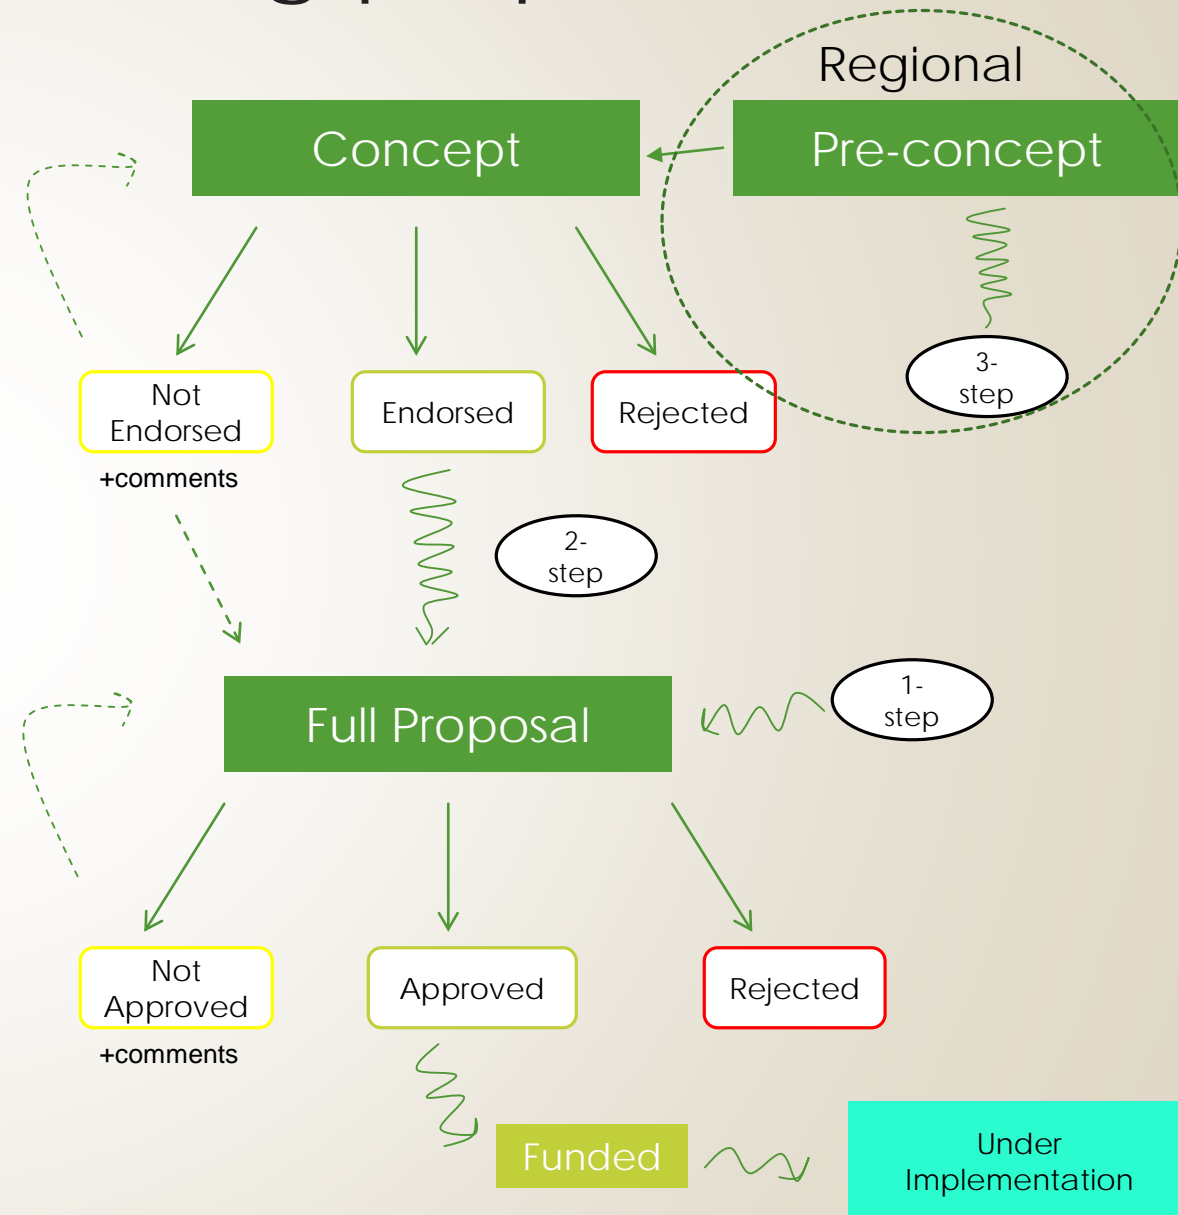 Regional
Concept
Pre-concept
Not
Endorsed
+comments
Endorsed
Rejected
3-
step
2-
step
1-
step
Full Proposal
Not
Approved
+comments
Approved
Rejected
Funded
Under
Implementation